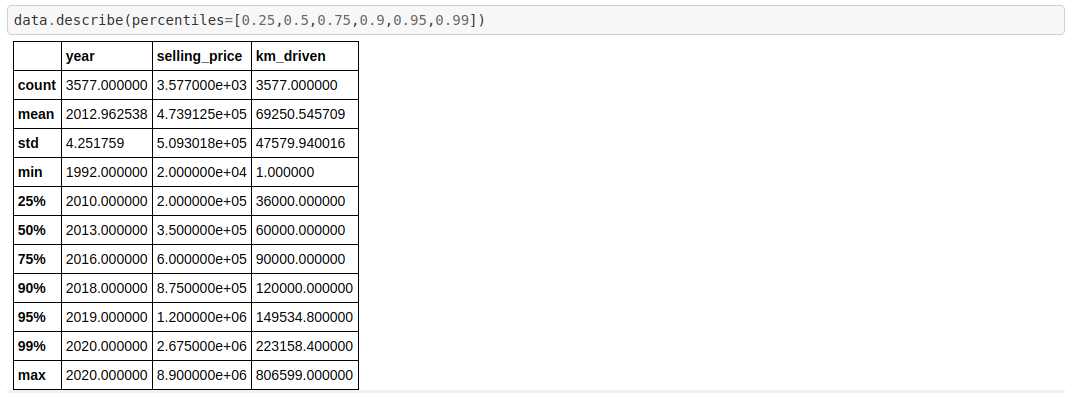 data.describe(percentiles=[0.25,0.5,0.75,0.9,0.95,0.99])
year selling_price km_driven
count 3577.000000 3.577000e+03 3577.000000
mean 2012.962538 4.739125e+05 69250.545709
std 4.251759 5.093018e+05 47579.940016
min 1992.000000 2.000000e+04 1.000000
25% 2010.000000 2.000000e+05 36000.000000
50% 2013.000000 3.500000e+05 60000.000000
75% 2016.000000 6.000000e+05 90000.000000
90% 2018.000000 8.750000e+05 120000.000000
95% 2019.000000 1.200000e+06 149534.800000
99% 2020.000000 2.675000e+06 223158.400000
max 2020.000000 8.900000e+06 806599.000000